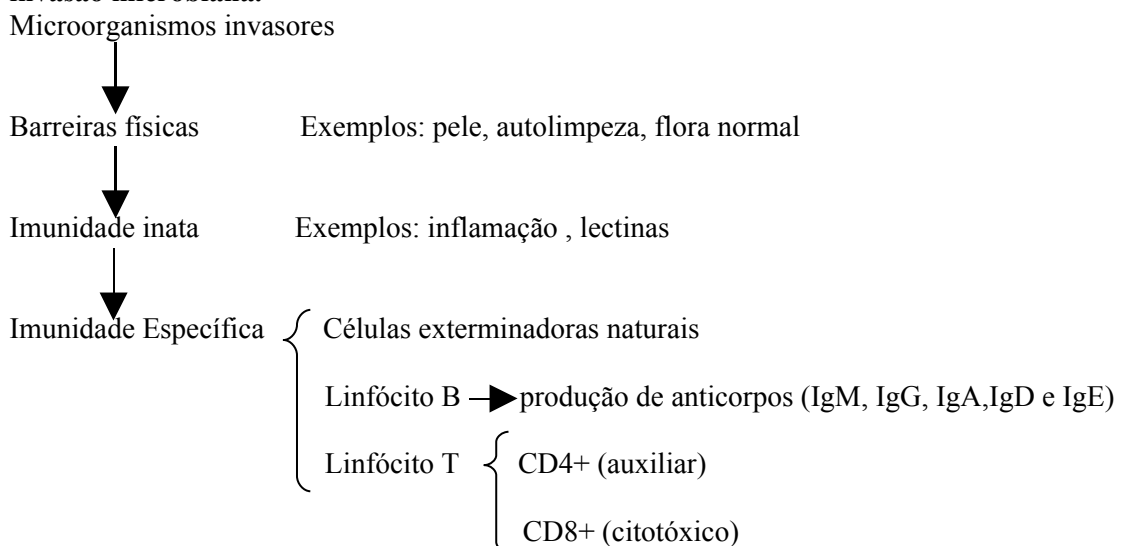 Microorganismos invasores
Barreiras físicas Exemplos: pele, autolimpeza, flora normal
Imunidade inata Exemplos: inflamação , lectinas
Imunidade Específica Células exterminadoras naturais
Linfócito B produção de anticorpos (IgM, IgG, IgA,IgD e IgE)
Linfócito T CD4+ (auxiliar)
CD8+ (citotóxico)